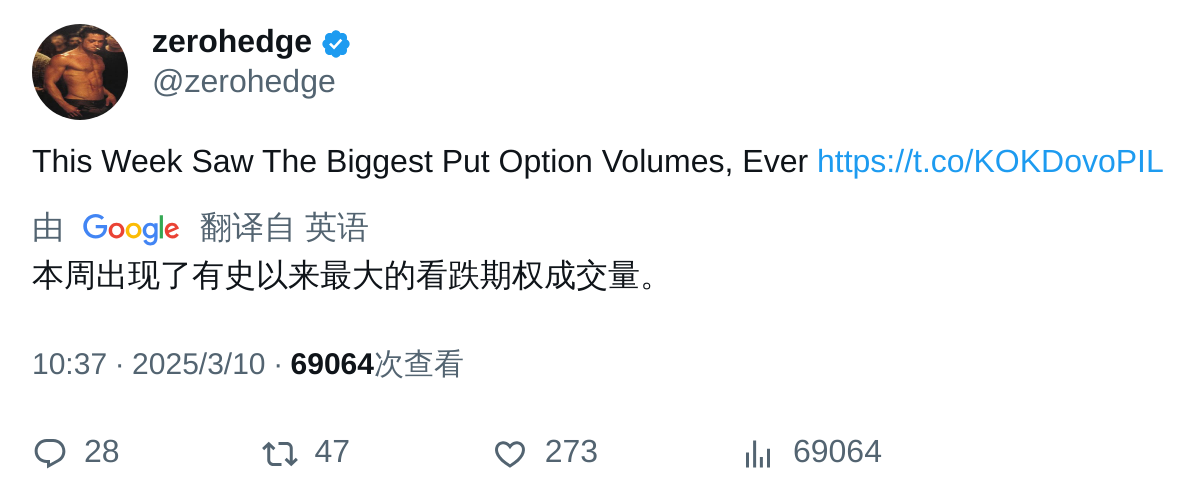 zerohedge
@zerohedge
This Week Saw The Biggest Put Option Volumes, Ever https://t.co/KOKDovoPIL
由 Google 翻译自 英语
本周出现了有史以来最大的看跌期权成交量。
10:37 · 2025/3/10 · 69064次查看
28 47 273 69064